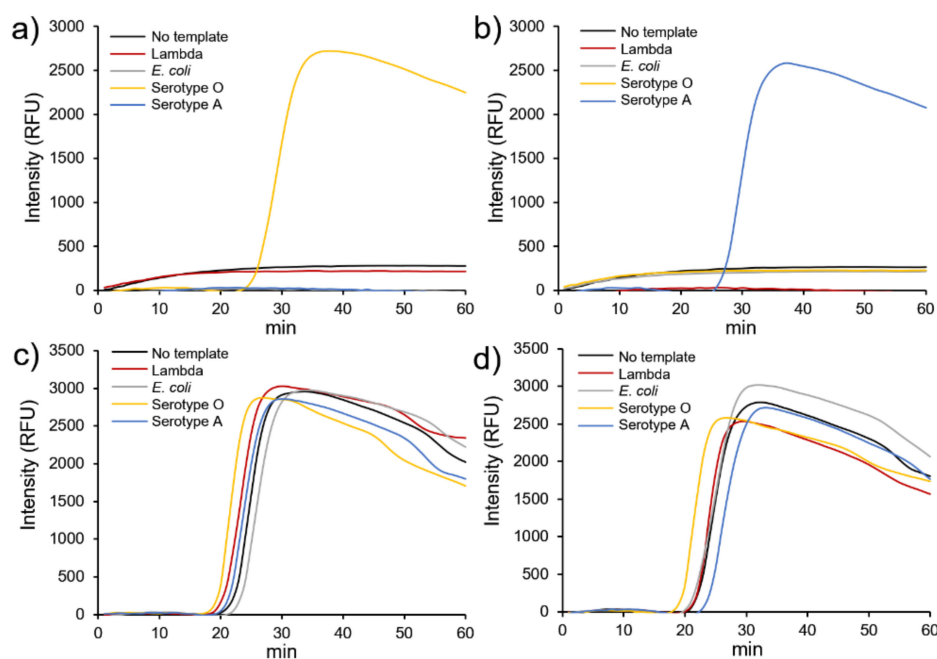 a)
Intensity (RFU)
3000
2500
2000
1500
1000
500
0
No template
Lambda
E. coli
Serotype O
Serotype A
0 10 20 30 40 50 60
min
b)
Intensity (RFU)
3000
2500
2000
1500
1000
500
0
No template
Lambda
E. coli
Serotype O
Serotype A
0 10 20 30 40 50 60
min
c)
Intensity (RFU)
3500
3000
2500
2000
1500
1000
500
0
No template
Lambda
E. coli
Serotype O
Serotype A
0 10 20 30 40 50 60
min
d)
Intensity (RFU)
3500
3000
2500
2000
1500
1000
500
0
No template
Lambda
E. coli
Serotype O
Serotype A
0 10 20 30 40 50 60
min